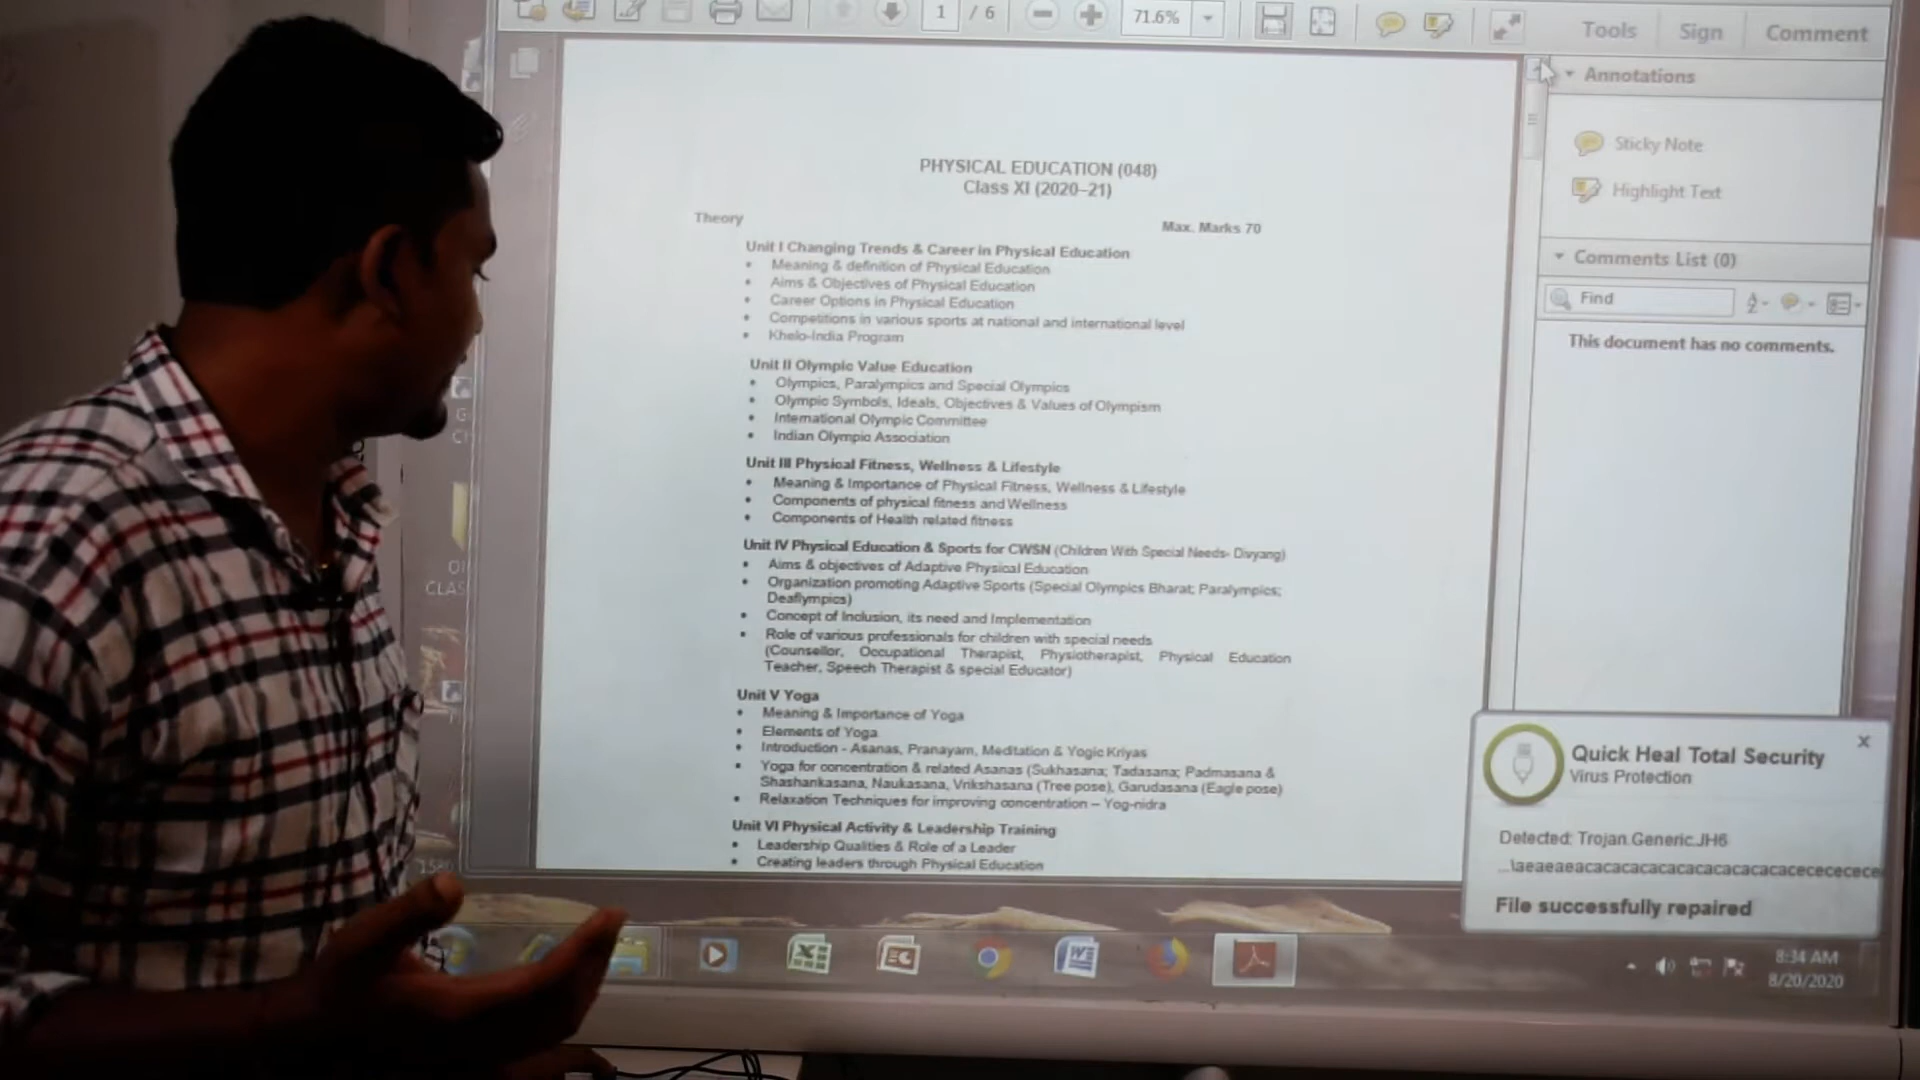 1 / 6
71.6%
Tools
Sign
Comment
Annotations
Sticky Note
Highlight Text
Comments List (0)
Find
This document has no comments.
PHYSICAL EDUCATION (048)
Class XI (2020–21)
Theory
Max. Marks 70
Unit I Changing Trends & Career in Physical Education
• Meaning & definition of Physical Education
• Aims & Objectives of Physical Education
• Career Options in Physical Education
• Competitions in various sports at national and international level
• Khelo-India Program
Unit II Olympic Value Education
• Olympics, Paralympics and Special Olympics
• Olympic Symbols, Ideals, Objectives & Values of Olympism
• International Olympic Committee
• Indian Olympic Association
Unit III Physical Fitness, Wellness & Lifestyle
• Meaning & Importance of Physical Fitness, Wellness & Lifestyle
• Components of physical fitness and Wellness
• Components of Health related fitness
Unit IV Physical Education & Sports for CWSN (Children With Special Needs- Divyang)
• Aims & objectives of Adaptive Physical Education
• Organization promoting Adaptive Sports (Special Olympics Bharat; Paralympics;
Deaflympics)
• Concept of Inclusion, its need and Implementation
• Role of various professionals for children with special needs
(Counsellor, Occupational Therapist, Physiotherapist, Physical Education
Teacher, Speech Therapist & special Educator)
Unit V Yoga
• Meaning & Importance of Yoga
• Elements of Yoga
• Introduction - Asanas, Pranayam, Meditation & Yogic Kriyas
• Yoga for concentration & related Asanas (Sukhasana; Tadasana; Padmasana &
Shashankasana, Naukasana, Vrikshasana (Tree pose), Garudasana (Eagle pose)
• Relaxation Techniques for improving concentration – Yog-nidra
Unit VI Physical Activity & Leadership Training
• Leadership Qualities & Role of a Leader
• Creating leaders through Physical Education
Quick Heal Total Security
Virus Protection
Detected: Trojan.Generic.JH6
File successfully repaired
8:34 AM
8/20/2020